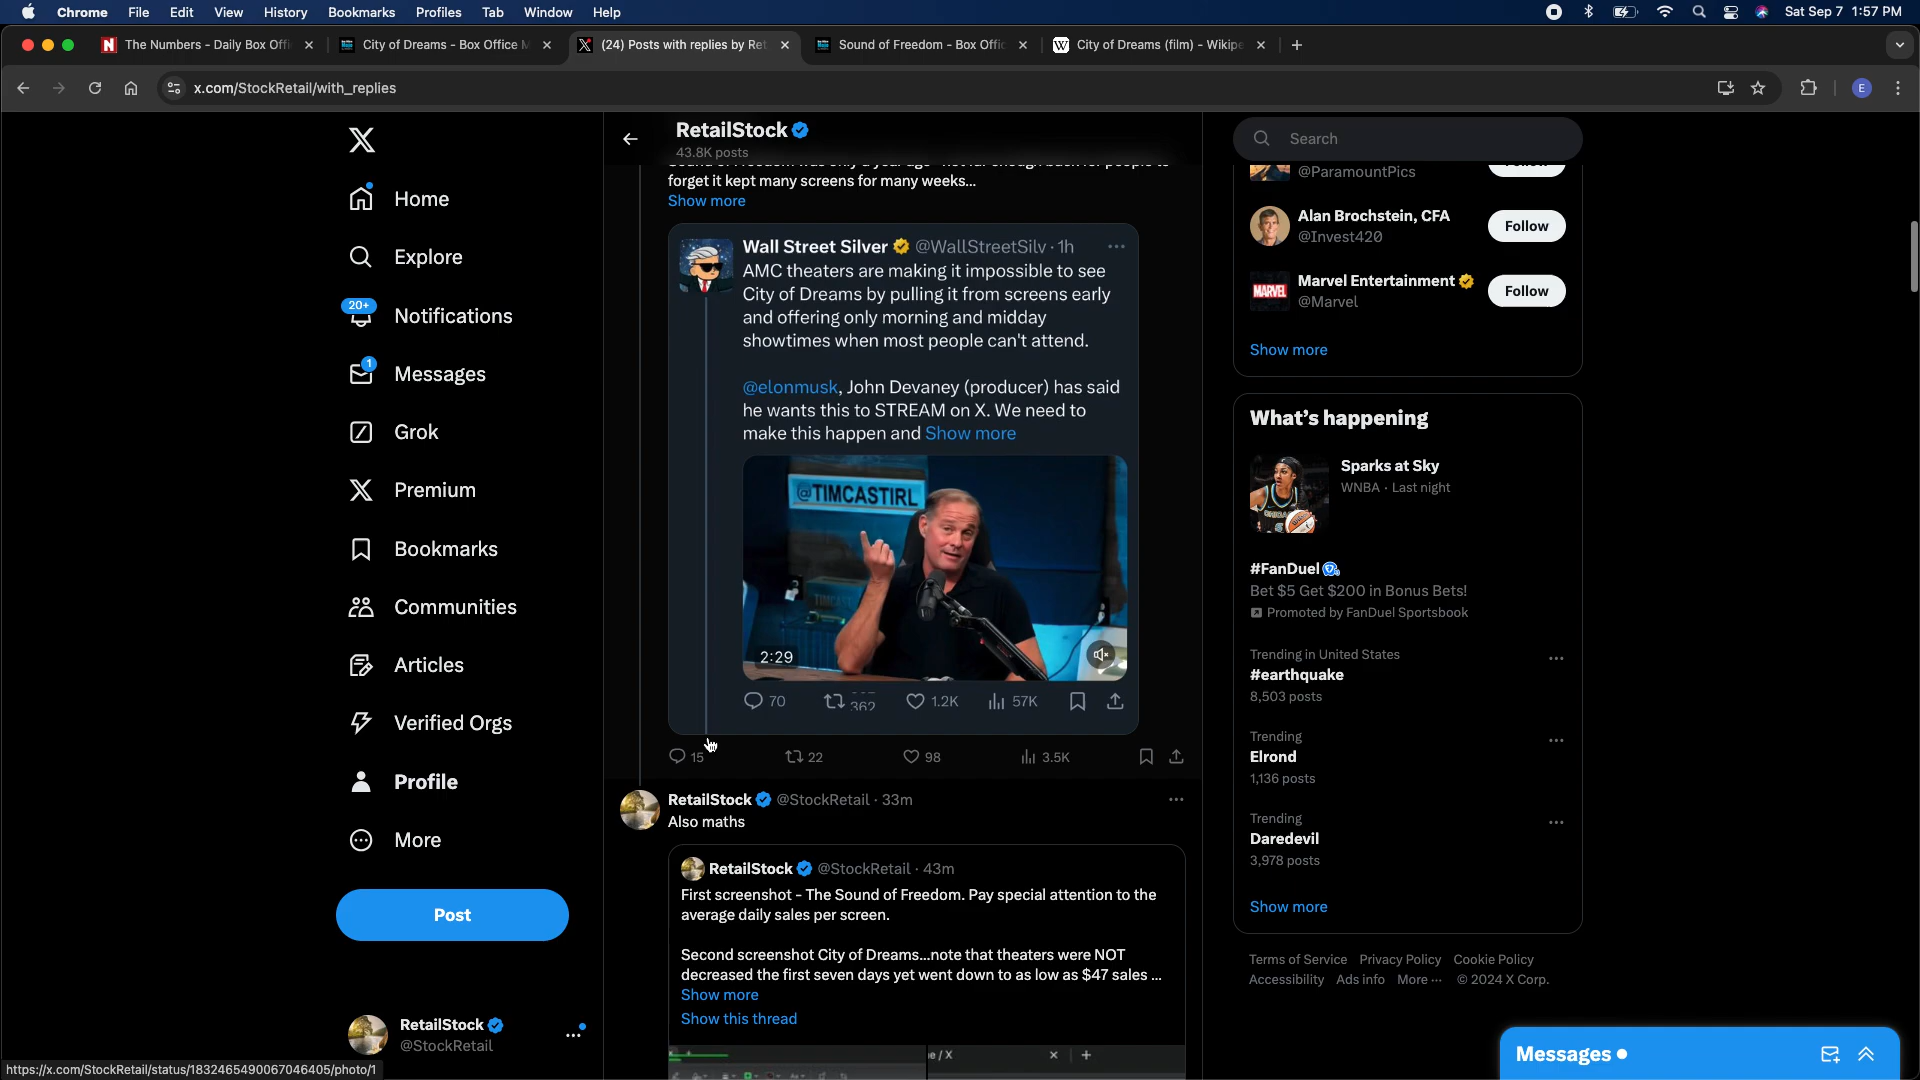 Chrome File Edit View History Bookmarks Profiles Tab Window Help Sat Sep 7 1:57 PM
The Numbers - Daily Box Offi
City of Dreams - Box Office M
(24) Posts with replies by Ret
Sound of Freedom - Box Offic
City of Dreams (film) - Wikipe
x.com/StockRetail/with_replies
E
Home
Explore
20+
Notifications
1
Messages
Grok
Premium
Bookmarks
Communities
Articles
Verified Orgs
Profile
More
Post
RetailStock
@StockRetail
https://x.com/StockRetail/status/1832465490067046405/photo/1
RetailStock
43.8K posts
forget it kept many screens for many weeks...
Show more
Wall Street Silver @WallStreetSilv · 1h
AMC theaters are making it impossible to see
City of Dreams by pulling it from screens early
and offering only morning and midday
showtimes when most people can't attend.
@elonmusk, John Devaney (producer) has said
he wants this to STREAM on X. We need to
make this happen and Show more
@TIMCASTIRL
2:29
70 362 1.2K 57K
15 22 98 3.5K
RetailStock @StockRetail · 33m
Also maths
RetailStock @StockRetail · 43m
First screenshot - The Sound of Freedom. Pay special attention to the
average daily sales per screen.
Second screenshot City of Dreams...note that theaters were NOT
decreased the first seven days yet went down to as low as $47 sales ...
Show more
Show this thread
e / X
Search
@ParamountPics
Alan Brochstein, CFA
@Invest420
Follow
Marvel Entertainment
@Marvel
MARVEL
Follow
Show more
What's happening
Sparks at Sky
WNBA · Last night
#FanDuel
Bet $5 Get $200 in Bonus Bets!
Promoted by FanDuel Sportsbook
Trending in United States
#earthquake
8,503 posts
Trending
Elrond
1,136 posts
Trending
Daredevil
3,978 posts
Show more
Terms of Service Privacy Policy Cookie Policy
Accessibility Ads info More ··· © 2024 X Corp.
Messages